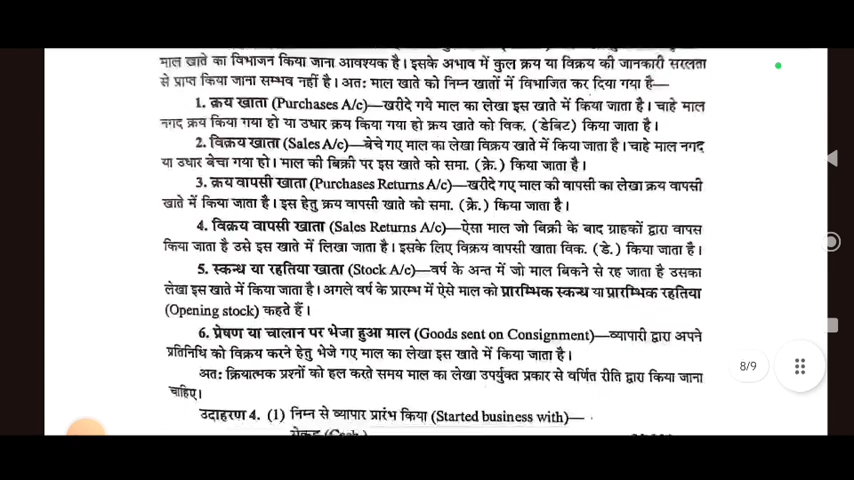 माल खाते का विभाजन किया जाना आवश्यक है। इसके अभाव में कुल क्रय या विक्रय की जानकारी सरलता
से प्राप्त किया जाना सम्भव नहीं है। अतः माल खाते को निम्न खातों में विभाजित कर दिया गया है—
1. क्रय खाता (Purchases A/c)—खरीदे गये माल का लेखा इस खाते में किया जाता है। चाहे माल
नगद क्रय किया गया हो या उधार क्रय किया गया हो क्रय खाते को विक. (डेबिट) किया जाता है।
2. विक्रय खाता (Sales A/c)—बेचे गए माल का लेखा विक्रय खाते में किया जाता है। चाहे माल नगद
या उधार बेचा गया हो। माल की बिक्री पर इस खाते को समा. (क्रे.) किया जाता है।
3. क्रय वापसी खाता (Purchases Returns A/c)—खरीदे गए माल की वापसी का लेखा क्रय वापसी
खाते में किया जाता है। इस हेतु क्रय वापसी खाते को समा. (क्रे.) किया जाता है।
4. विक्रय वापसी खाता (Sales Returns A/c)—ऐसा माल जो बिक्री के बाद ग्राहकों द्वारा वापस
किया जाता है उसे इस खाते में लिखा जाता है। इसके लिए विक्रय वापसी खाता विक. (डे.) किया जाता है।
5. स्कन्ध या रहतिया खाता (Stock A/c)—वर्ष के अन्त में जो माल बिकने से रह जाता है उसका
लेखा इस खाते में किया जाता है। अगले वर्ष के प्रारम्भ में ऐसे माल को प्रारम्भिक स्कन्ध या प्रारम्भिक रहतिया
(Opening stock) कहते हैं।
6. प्रेषण या चालान पर भेजा हुआ माल (Goods sent on Consignment)—व्यापारी द्वारा अपने
प्रतिनिधि को विक्रय करने हेतु भेजे गए माल का लेखा इस खाते में किया जाता है।
8/9
अतः क्रियात्मक प्रश्नों को हल करते समय माल का लेखा उपर्युक्त प्रकार से वर्णित रीति द्वारा किया जाना
चाहिए।
उदाहरण 4. (1) निम्न से व्यापार प्रारंभ किया (Started business with)—